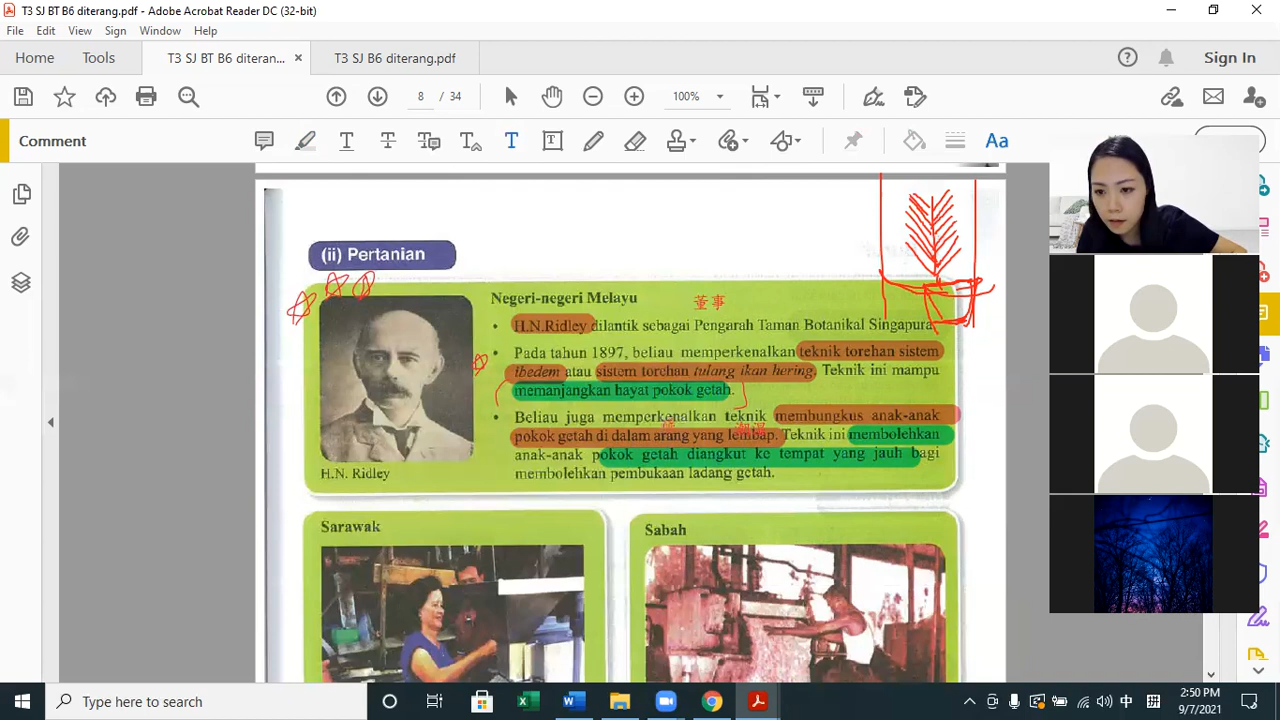 T3 SJ BT B6 diterang.pdf - Adobe Acrobat Reader DC (32-bit)
File Edit View Sign Window Help
Home Tools T3 SJ BT B6 diteran... T3 SJ B6 diterang.pdf Sign In
8 / 34 100%
Comment Aa
(ii) Pertanian
Negeri-negeri Melayu 董事
• H.N.Ridley dilantik sebagai Pengarah Taman Botanikal Singapura.
• Pada tahun 1897, beliau memperkenalkan teknik torehan sistem
ibedem atau sistem torehan tulang ikan hering. Teknik ini mampu
memanjangkan hayat pokok getah.
• Beliau juga memperkenalkan teknik membungkus anak-anak
潮湿
pokok getah di dalam arang yang lembap. Teknik ini membolehkan
anak-anak pokok getah diangkut ke tempat yang jauh bagi
membolehkan pembukaan ladang getah.
H.N. Ridley
Sarawak
Sabah
Type here to search
中 拼
2:50 PM
9/7/2021